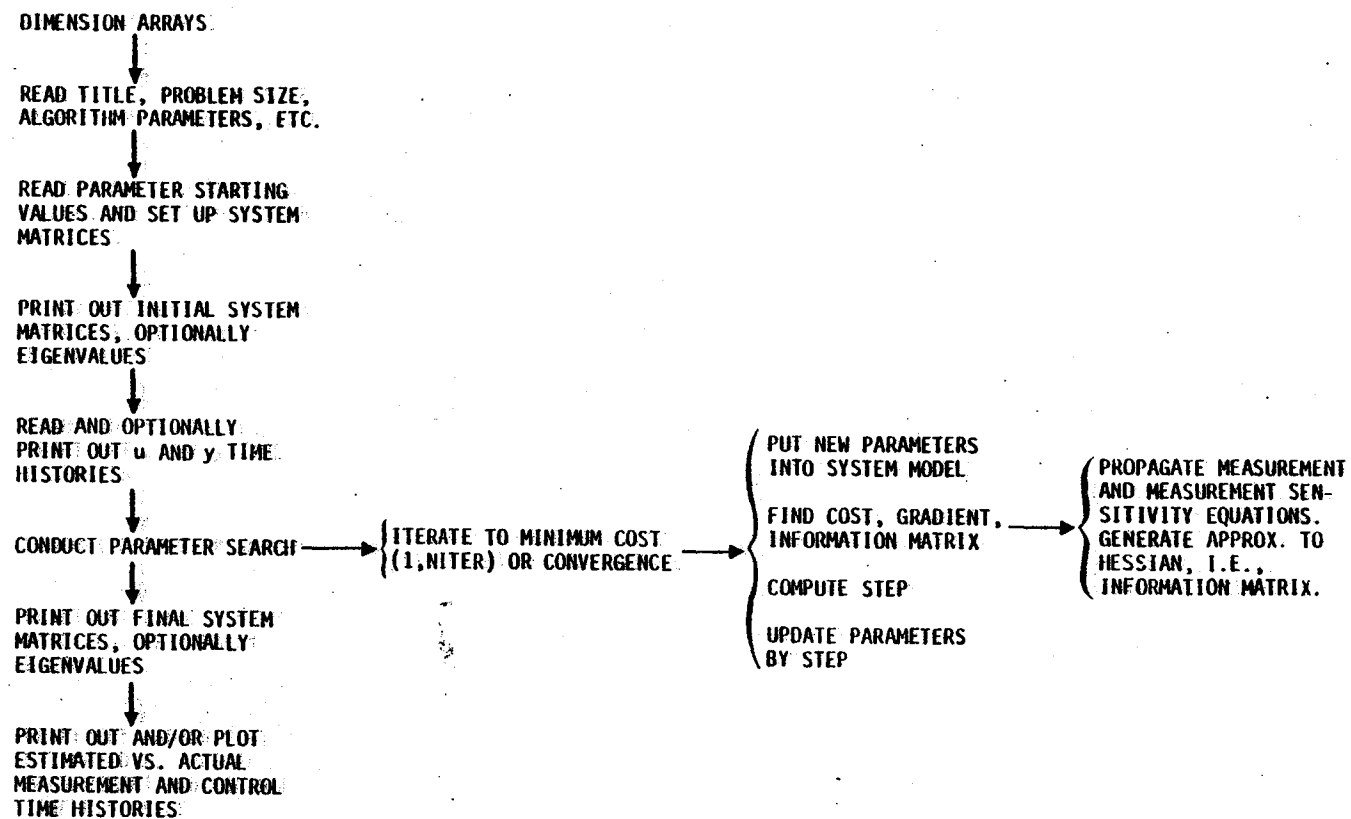 DIMENSION ARRAYS
READ TITLE, PROBLEM SIZE,
ALGORITHM PARAMETERS, ETC.
READ PARAMETER STARTING
VALUES AND SET UP SYSTEM
MATRICES
PRINT OUT INITIAL SYSTEM
MATRICES, OPTIONALLY
EIGENVALUES
READ AND OPTIONALLY
PRINT OUT u AND y TIME
HISTORIES
CONDUCT PARAMETER SEARCH
ITERATE TO MINIMUM COST
(1,NITER) OR CONVERGENCE
PUT NEW PARAMETERS
INTO SYSTEM MODEL
FIND COST, GRADIENT,
INFORMATION MATRIX
COMPUTE STEP
UPDATE PARAMETERS
BY STEP
PROPAGATE MEASUREMENT
AND MEASUREMENT SEN-
SITIVITY EQUATIONS.
GENERATE APPROX. TO
HESSIAN, I.E.,
INFORMATION MATRIX.
PRINT OUT FINAL SYSTEM
MATRICES, OPTIONALLY
EIGENVALUES
PRINT OUT AND/OR PLOT
ESTIMATED VS. ACTUAL
MEASUREMENT AND CONTROL
TIME HISTORIES